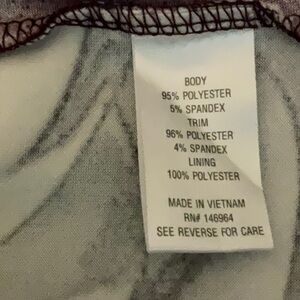 BODY
95% POLYESTER
5% SPANDEX
TRIM
96% POLYESTER
4% SPANDEX
LINING
100% POLYESTER
MADE IN VIETNAM
RN# 146964
SEE REVERSE FOR CARE